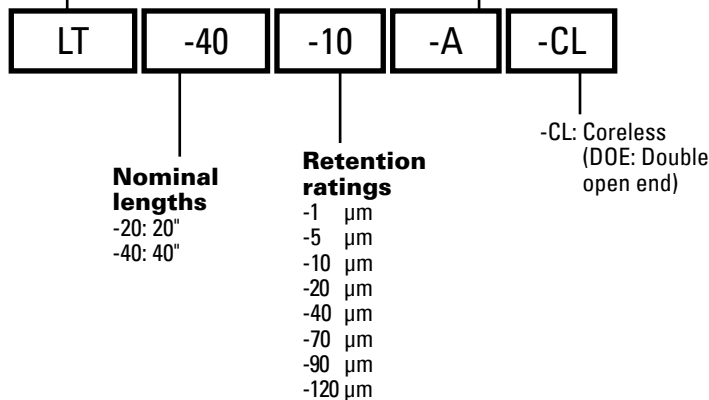 LT -40 -10 -A -CL
-CL: Coreless
(DOE: Double
open end)
Nominal
lengths
-20: 20"
-40: 40"
Retention
ratings
-1 µm
-5 µm
-10 µm
-20 µm
-40 µm
-70 µm
-90 µm
-120 µm